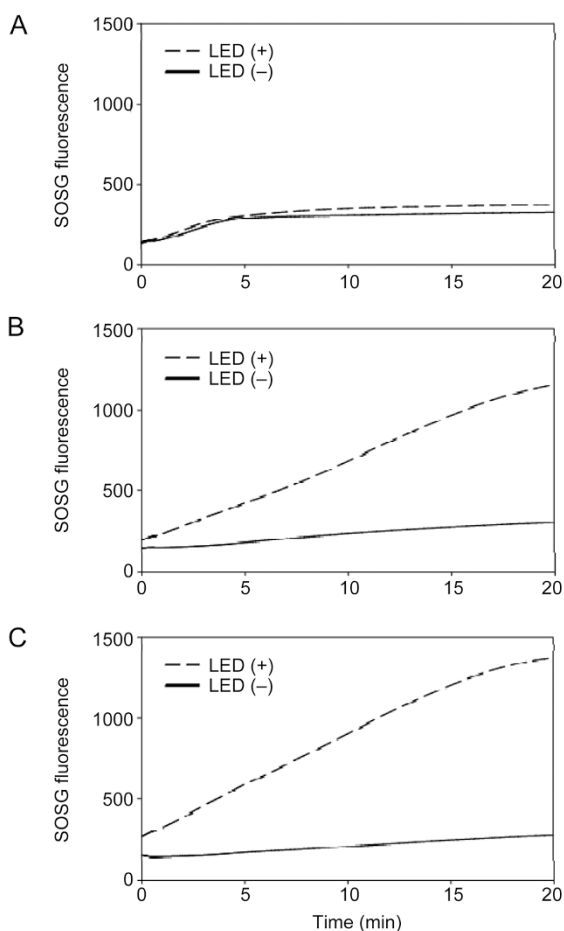 A
1500
1000
500
0
SOSG fluorescence
LED (+)
LED (–)
0 5 10 15 20
B
1500
1000
500
0
SOSG fluorescence
LED (+)
LED (–)
0 5 10 15 20
C
1500
1000
500
0
SOSG fluorescence
LED (+)
LED (–)
0 5 10 15 20
Time (min)